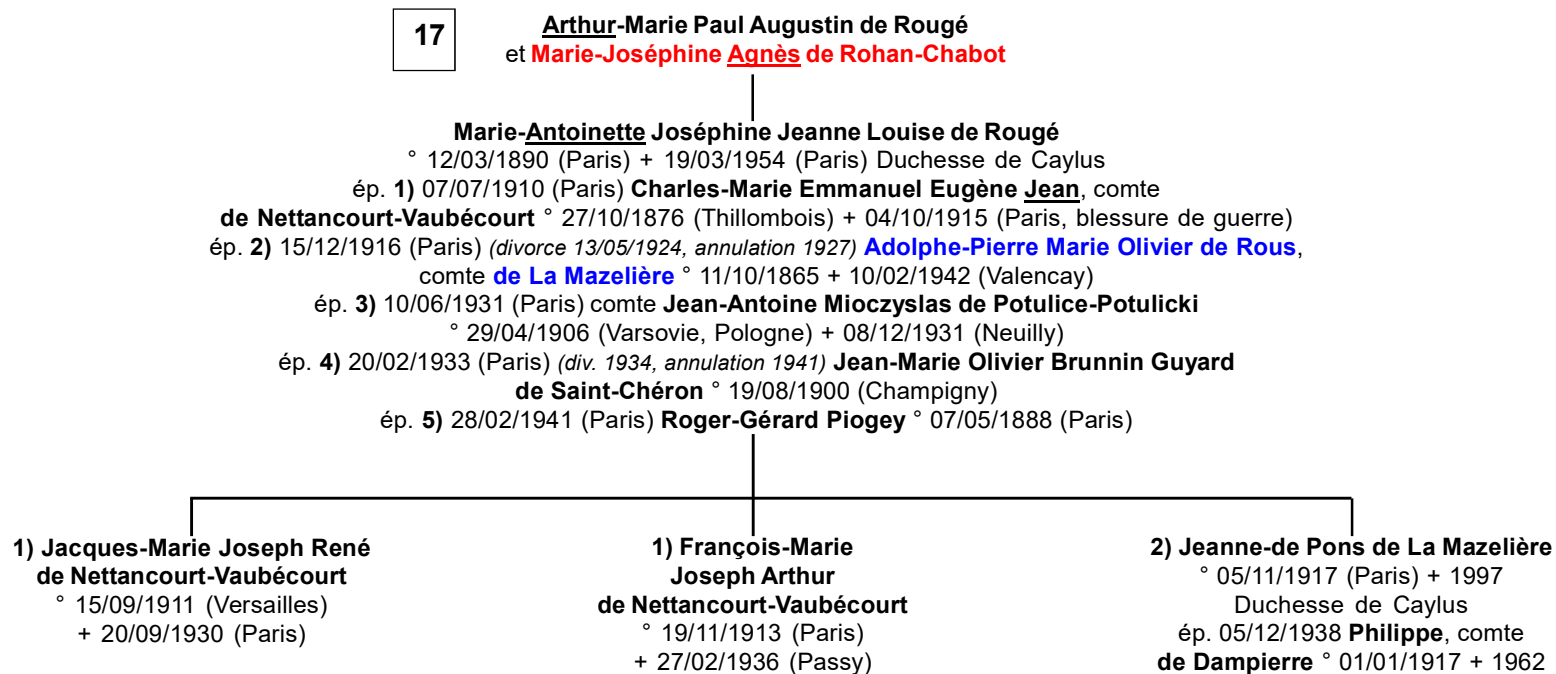 17
Arthur-Marie Paul Augustin de Rougé
et Marie-Joséphine Agnès de Rohan-Chabot
Marie-Antoinette Joséphine Jeanne Louise de Rougé
° 12/03/1890 (Paris) + 19/03/1954 (Paris) Duchesse de Caylus
ép. 1) 07/07/1910 (Paris) Charles-Marie Emmanuel Eugène Jean, comte
de Nettancourt-Vaubécourt ° 27/10/1876 (Thillombois) + 04/10/1915 (Paris, blessure de guerre)
ép. 2) 15/12/1916 (Paris) (divorce 13/05/1924, annulation 1927) Adolphe-Pierre Marie Olivier de Rous,
comte de La Mazelière ° 11/10/1865 + 10/02/1942 (Valencay)
ép. 3) 10/06/1931 (Paris) comte Jean-Antoine Mioczyslas de Potulice-Potulicki
° 29/04/1906 (Varsovie, Pologne) + 08/12/1931 (Neuilly)
ép. 4) 20/02/1933 (Paris) (div. 1934, annulation 1941) Jean-Marie Olivier Brunnin Guyard
de Saint-Chéron ° 19/08/1900 (Champigny)
ép. 5) 28/02/1941 (Paris) Roger-Gérard Piogey ° 07/05/1888 (Paris)
1) Jacques-Marie Joseph René
de Nettancourt-Vaubécourt
° 15/09/1911 (Versailles)
+ 20/09/1930 (Paris)
1) François-Marie
Joseph Arthur
de Nettancourt-Vaubécourt
° 19/11/1913 (Paris)
+ 27/02/1936 (Passy)
2) Jeanne-de Pons de La Mazelière
° 05/11/1917 (Paris) + 1997
Duchesse de Caylus
ép. 05/12/1938 Philippe, comte
de Dampierre ° 01/01/1917 + 1962